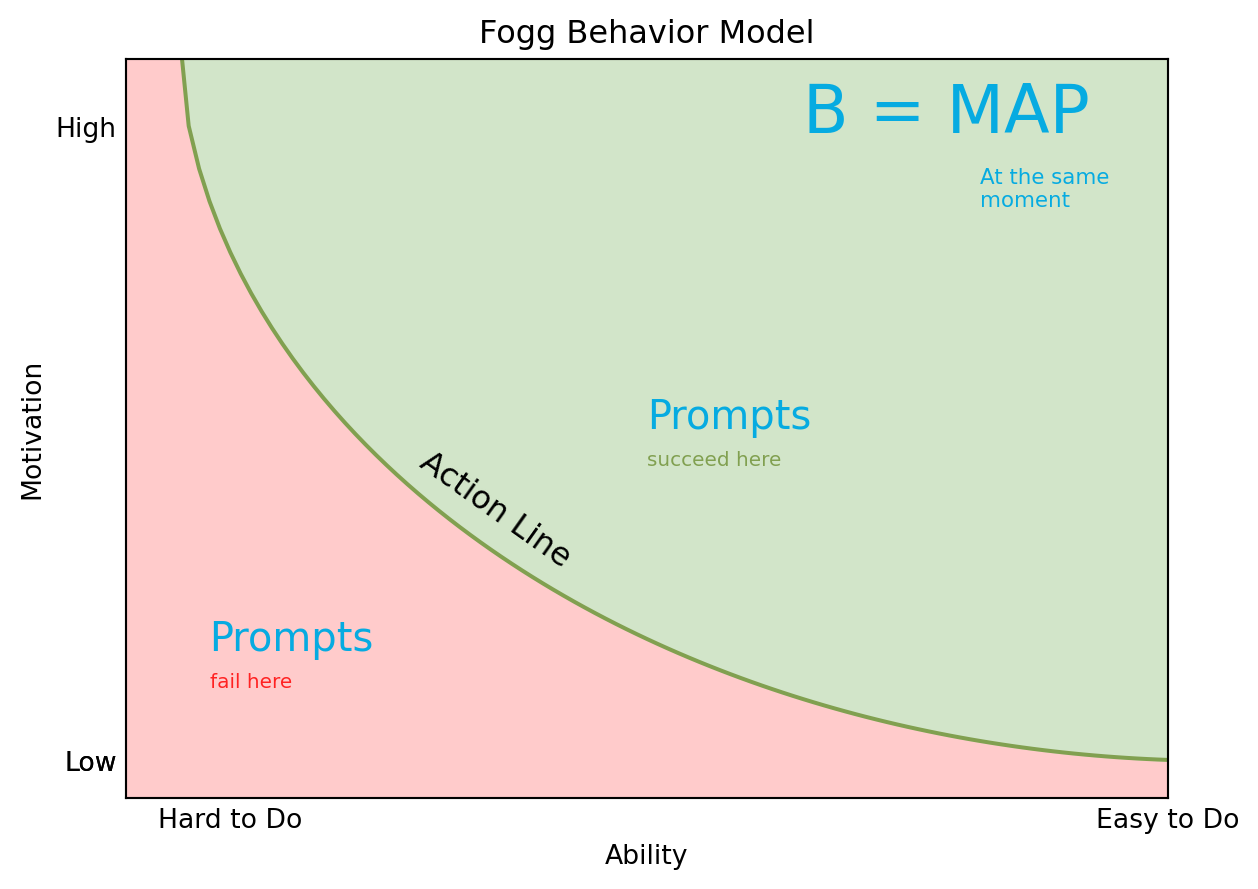 Fogg Behavior Model
B = MAP
At the same
moment
High
Motivation
Prompts
succeed here
Action Line
Prompts
fail here
Low
Hard to Do
Easy to Do
Ability